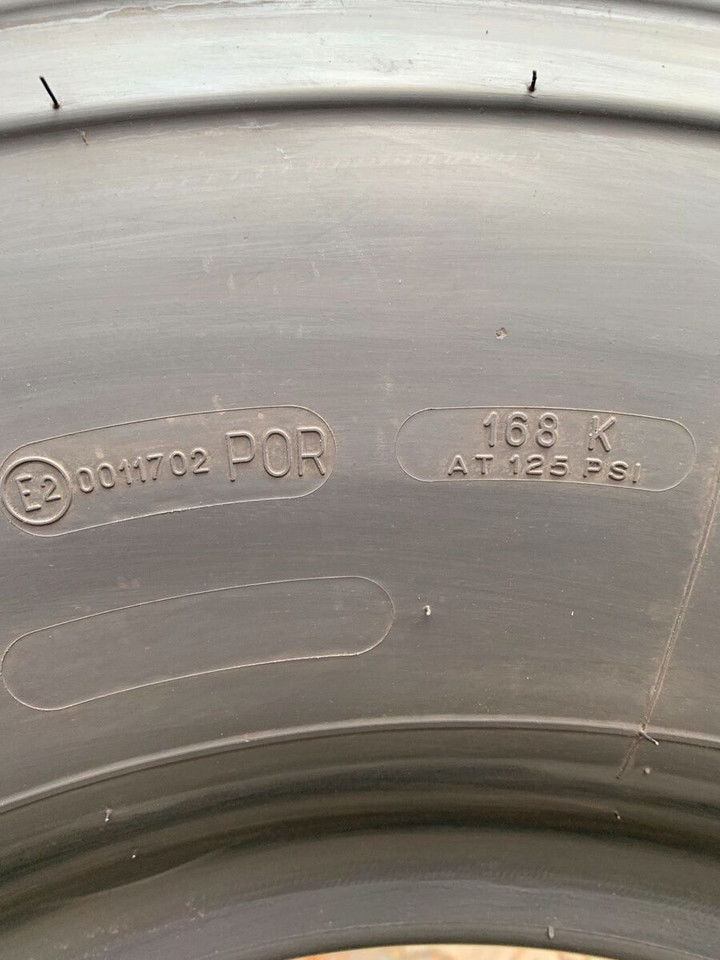 E2 0011702 POR
168 K
AT 125 PSI